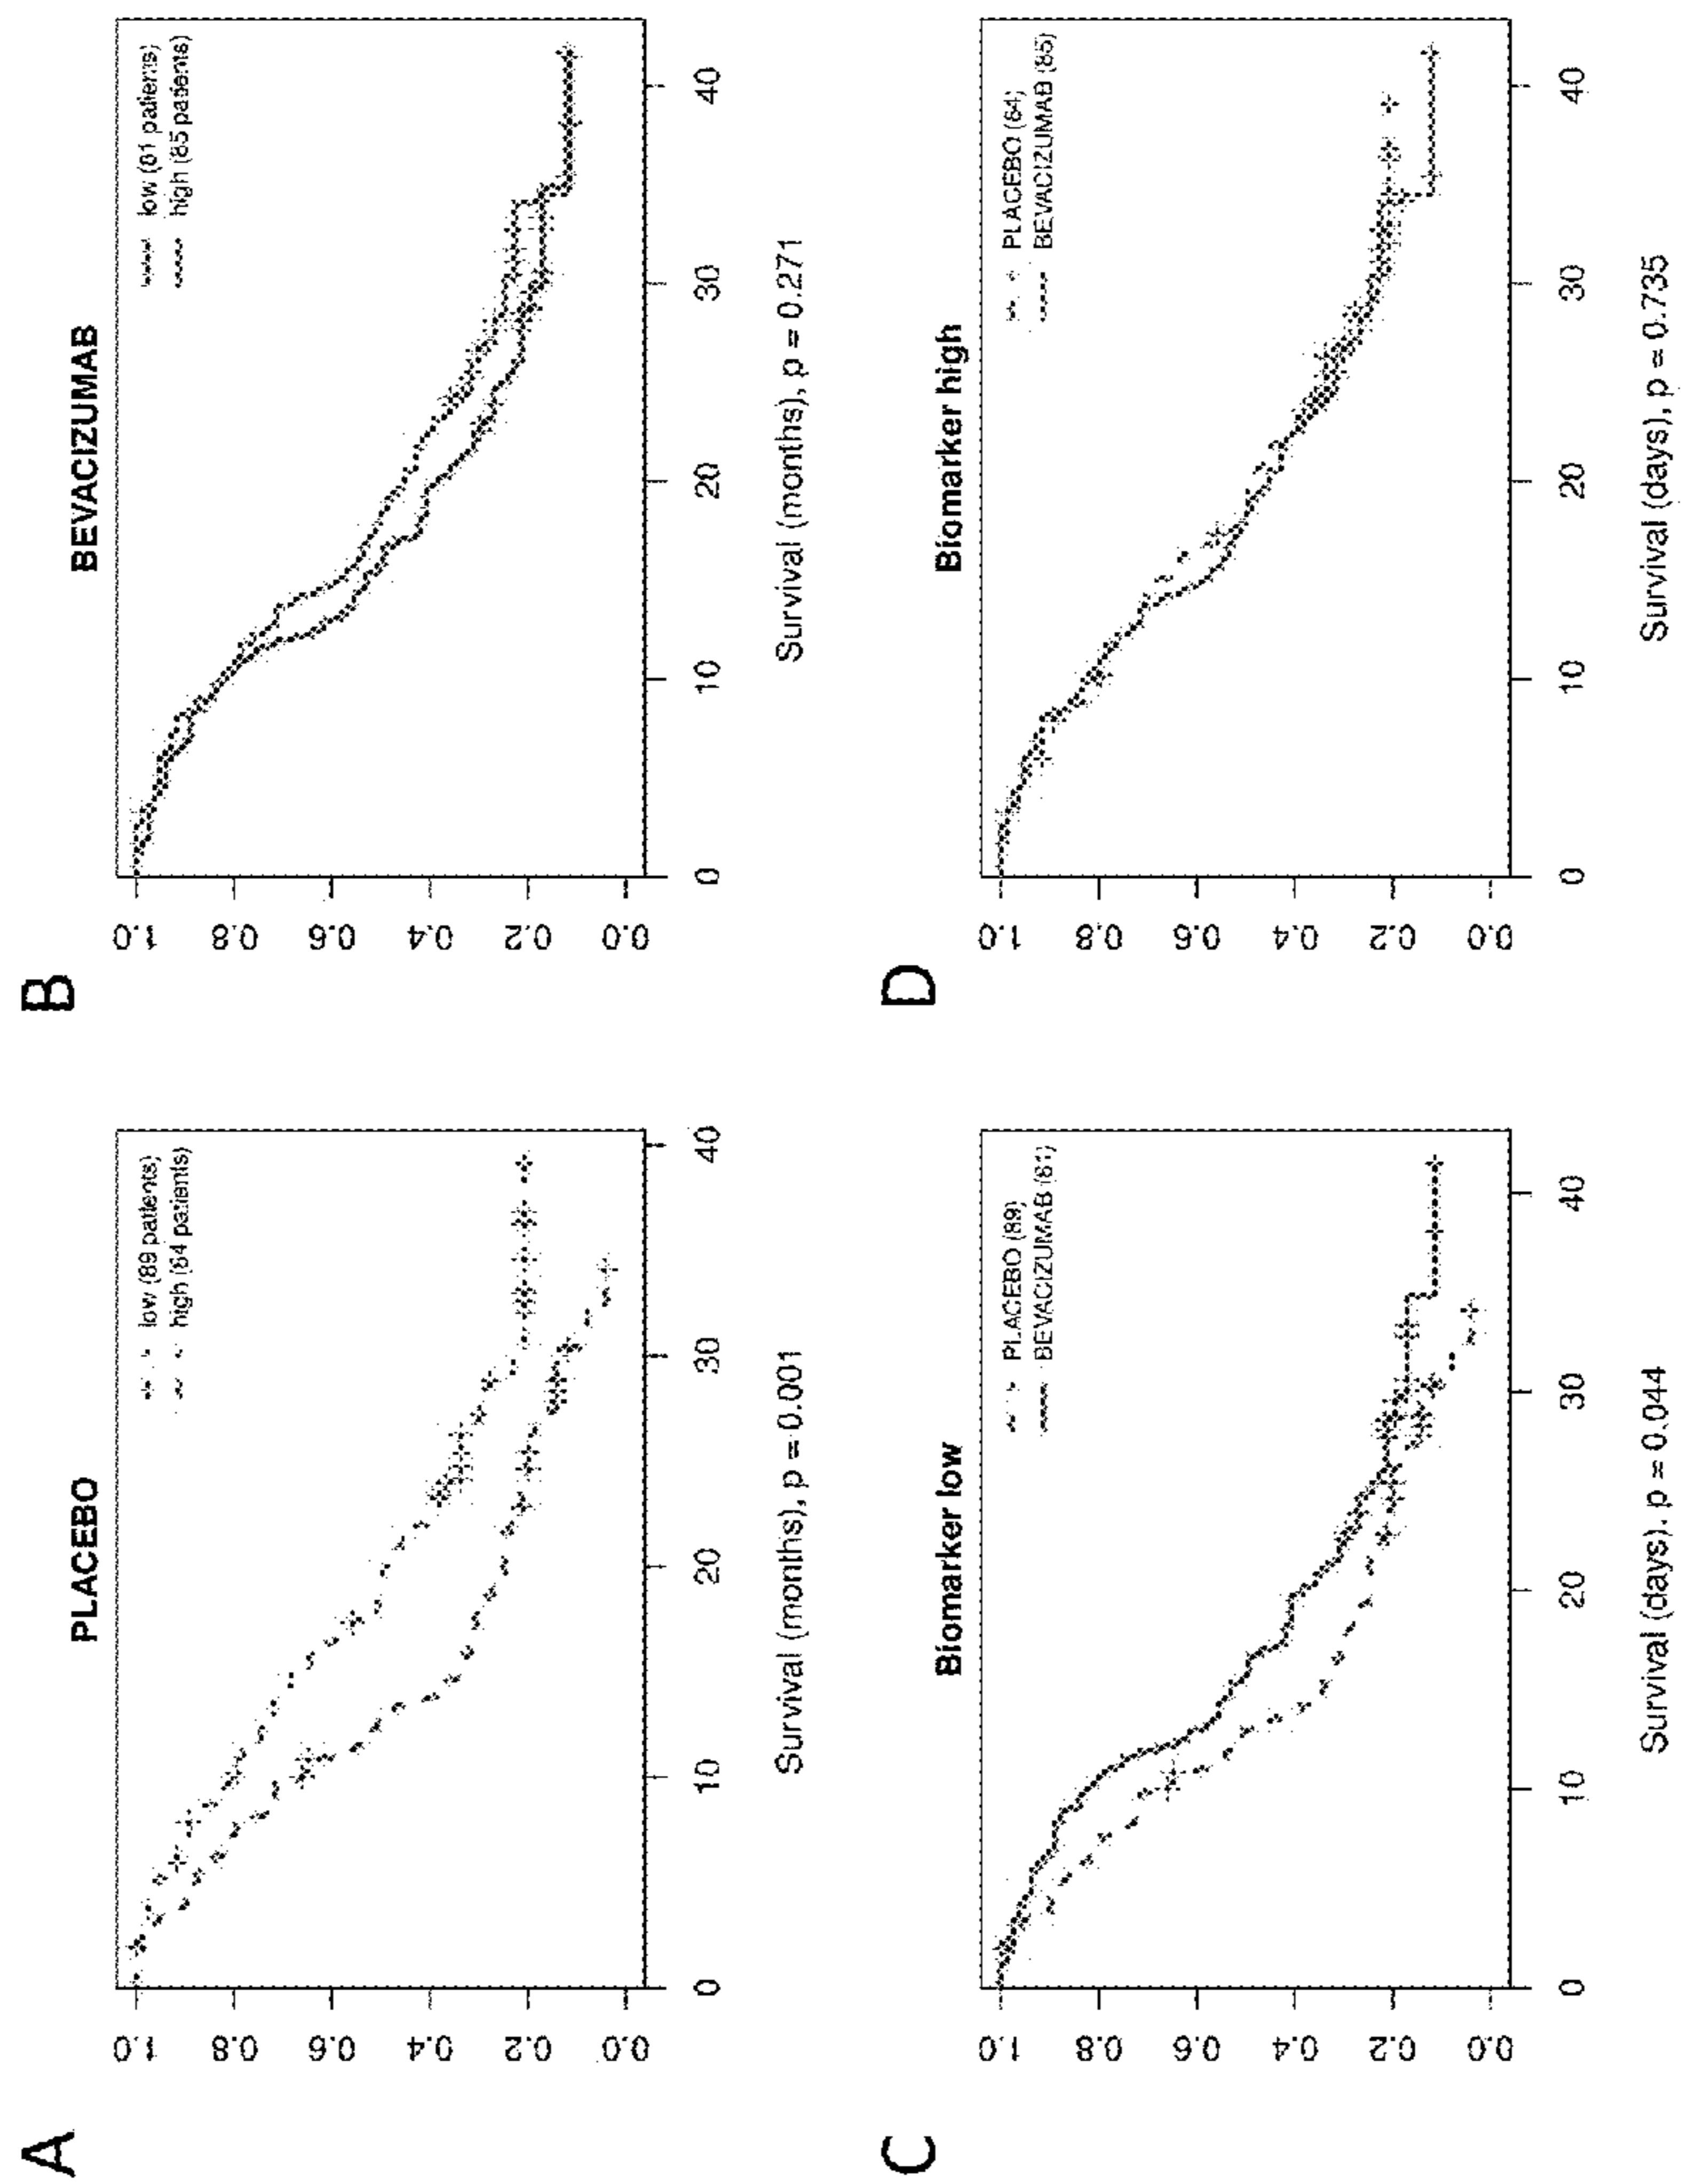 A
PLACEBO
low (89 patients)
high (64 patients)
1.0
0.8
0.6
0.4
0.2
0.0
0 10 20 30 40
Survival (months), p = 0.001
B
BEVACIZUMAB
low (81 patients)
high (85 patients)
1.0
0.8
0.6
0.4
0.2
0.0
0 10 20 30 40
Survival (months), p = 0.271
C
Biomarker low
PLACEBO (89)
BEVACIZUMAB (81)
1.0
0.8
0.6
0.4
0.2
0.0
0 10 20 30 40
Survival (days), p = 0.044
D
Biomarker high
PLACEBO (64)
BEVACIZUMAB (85)
1.0
0.8
0.6
0.4
0.2
0.0
0 10 20 30 40
Survival (days), p = 0.735